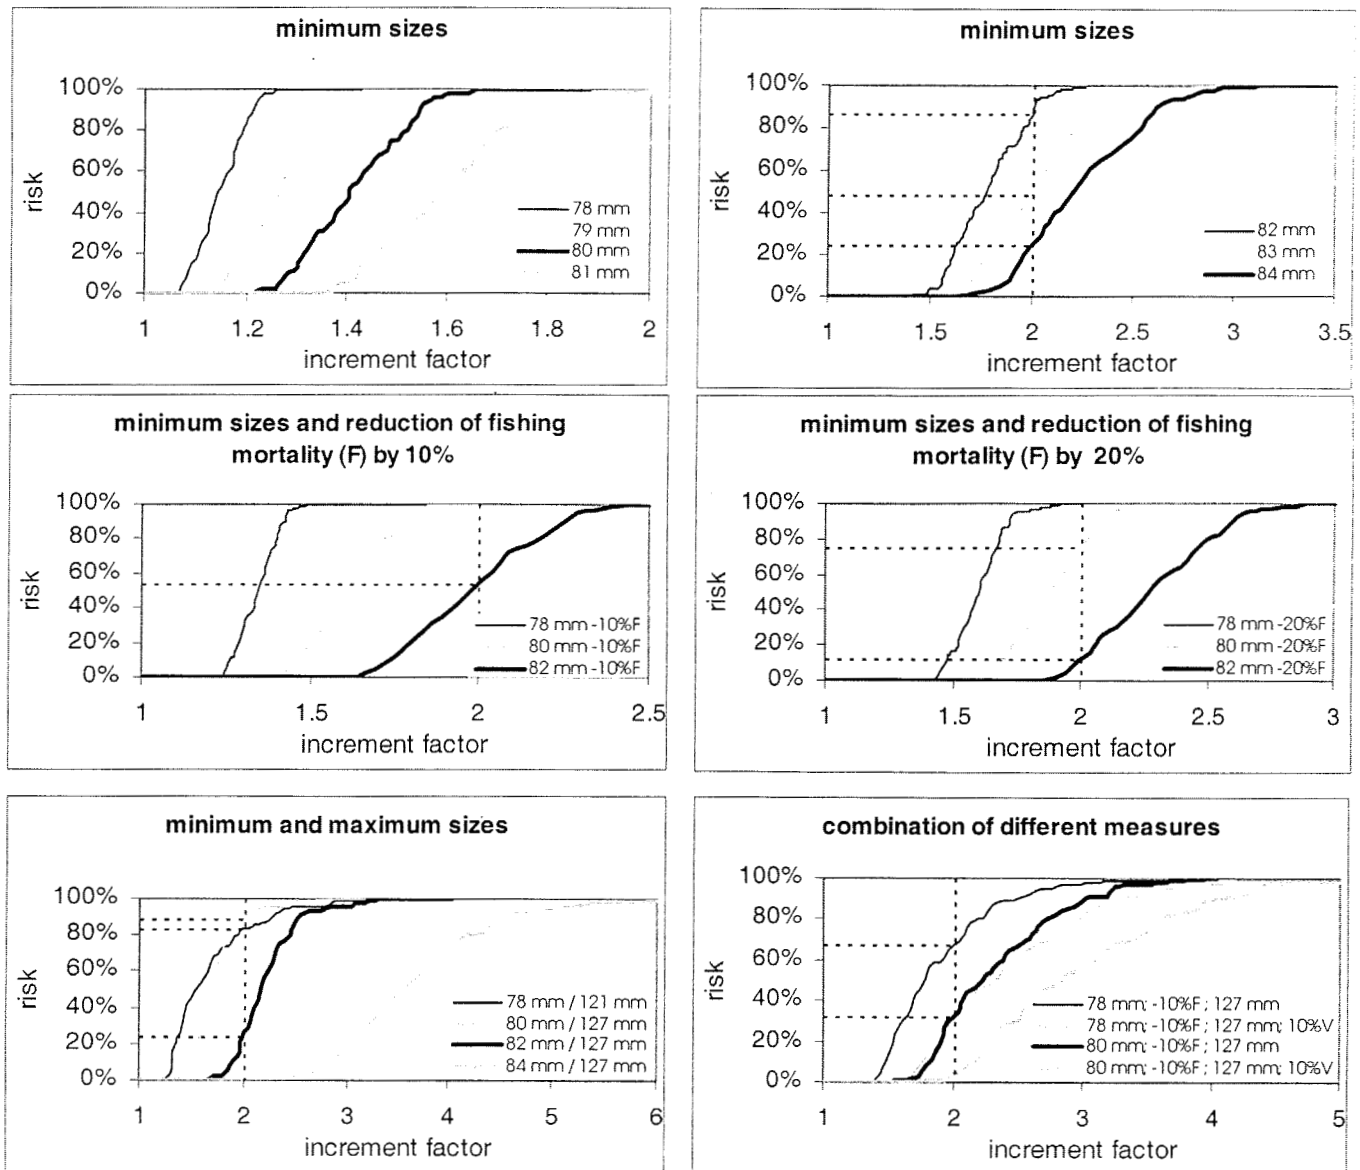 minimum sizes
100%
80%
60%
40%
20%
0%
risk
78 mm
79 mm
80 mm
81 mm
1 1.2 1.4 1.6 1.8 2
increment factor
minimum sizes
100%
80%
60%
40%
20%
0%
risk
82 mm
83 mm
84 mm
1 1.5 2 2.5 3 3.5
increment factor
minimum sizes and reduction of fishing
mortality (F) by 10%
100%
80%
60%
40%
20%
0%
risk
78 mm -10%F
80 mm -10%F
82 mm -10%F
1 1.5 2 2.5
increment factor
minimum sizes and reduction of fishing
mortality (F) by 20%
100%
80%
60%
40%
20%
0%
risk
78 mm -20%F
80 mm -20%F
82 mm -20%F
1 1.5 2 2.5 3
increment factor
minimum and maximum sizes
100%
80%
60%
40%
20%
0%
risk
78 mm / 121 mm
80 mm / 127 mm
82 mm / 127 mm
84 mm / 127 mm
1 2 3 4 5 6
increment factor
combination of different measures
100%
80%
60%
40%
20%
0%
risk
78 mm; -10%F ; 127 mm
78 mm; -10%F ; 127 mm; 10%V
80 mm; -10%F ; 127 mm
80 mm; -10%F ; 127 mm; 10%V
1 2 3 4 5
increment factor